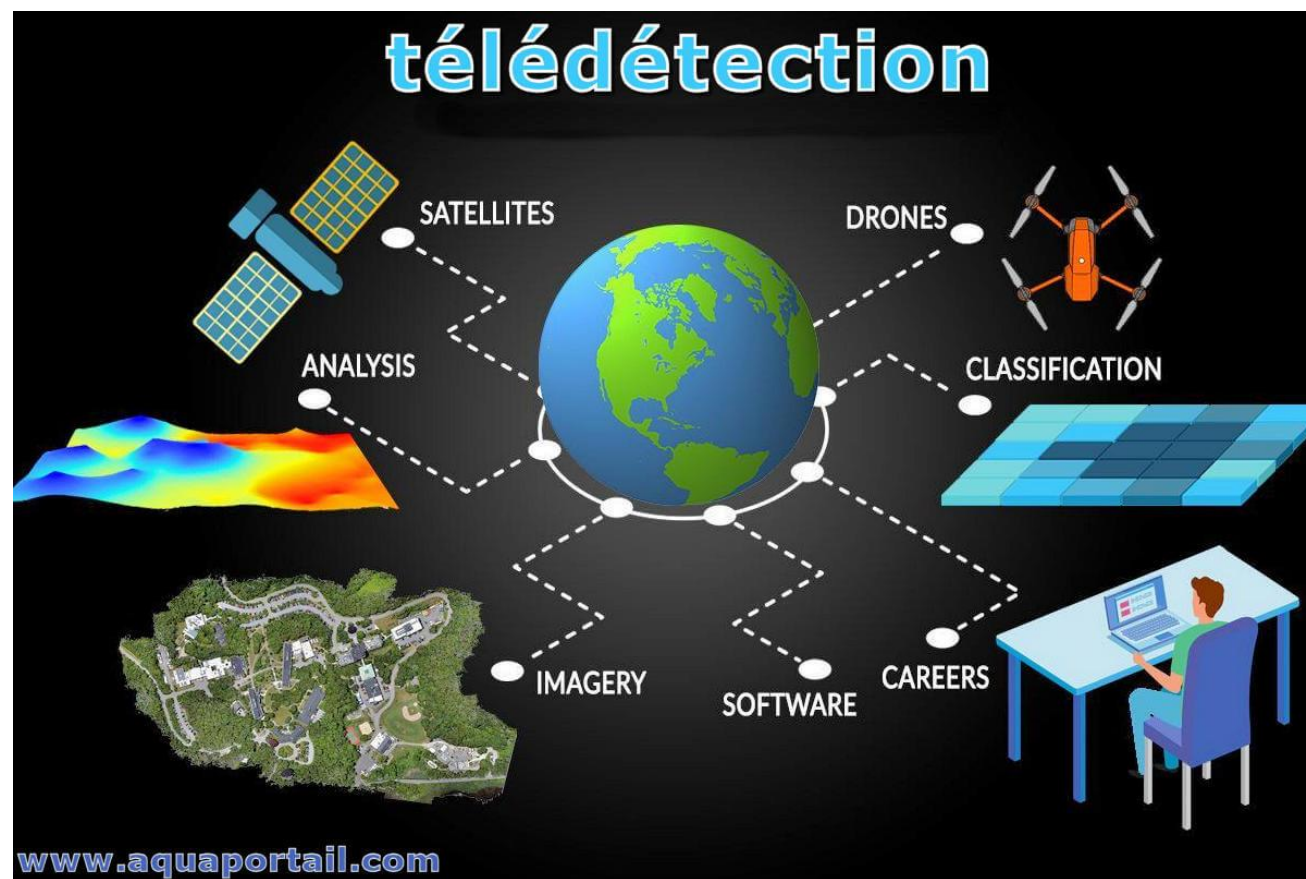 télédétection
SATELLITES
DRONES
ANALYSIS
CLASSIFICATION
IMAGERY
SOFTWARE
CAREERS
www.aquaportail.com